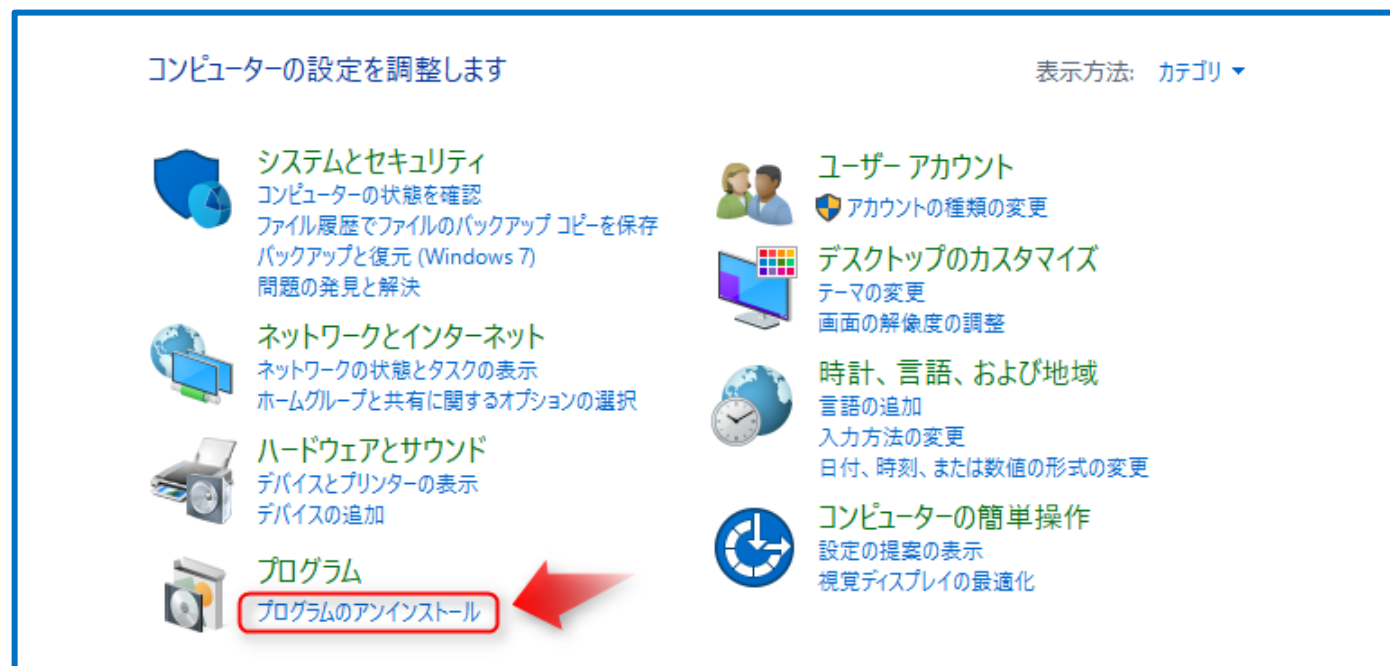 コンピューターの設定を調整します
表示方法: カテゴリ
システムとセキュリティ
コンピューターの状態を確認
ファイル履歴でファイルのバックアップ コピーを保存
バックアップと復元 (Windows 7)
問題の発見と解決
ネットワークとインターネット
ネットワークの状態とタスクの表示
ホームグループと共有に関するオプションの選択
ハードウェアとサウンド
デバイスとプリンターの表示
デバイスの追加
プログラム
プログラムのアンインストール
ユーザー アカウント
アカウントの種類の変更
デスクトップのカスタマイズ
テーマの変更
画面の解像度の調整
時計、言語、および地域
言語の追加
入力方法の変更
日付、時刻、または数値の形式の変更
コンピューターの簡単操作
設定の提案の表示
視覚ディスプレイの最適化